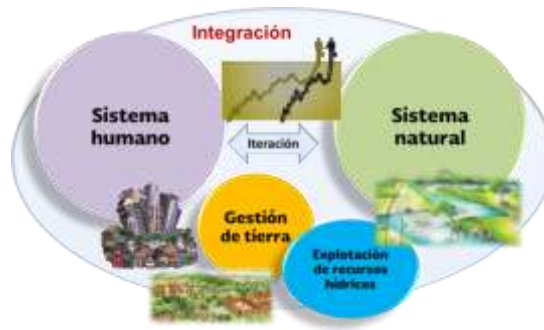 Integración
Sistema
humano
Sistema
natural
Iteración
Gestión
de tierra
Explotación
de recursos
hídricos